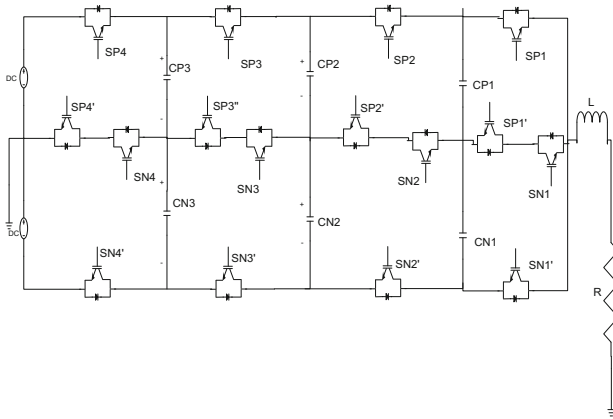 SP4
SP3
SP2
SP1
DC
CP3
CP2
CP1
L
+
+
-
-
SP4'
SP3"
SP2'
SP1'
SN4
SN3
SN2
SN1
+
+
CN3
CN2
CN1
-
-
DC
SN4'
SN3'
SN2'
SN1'
R